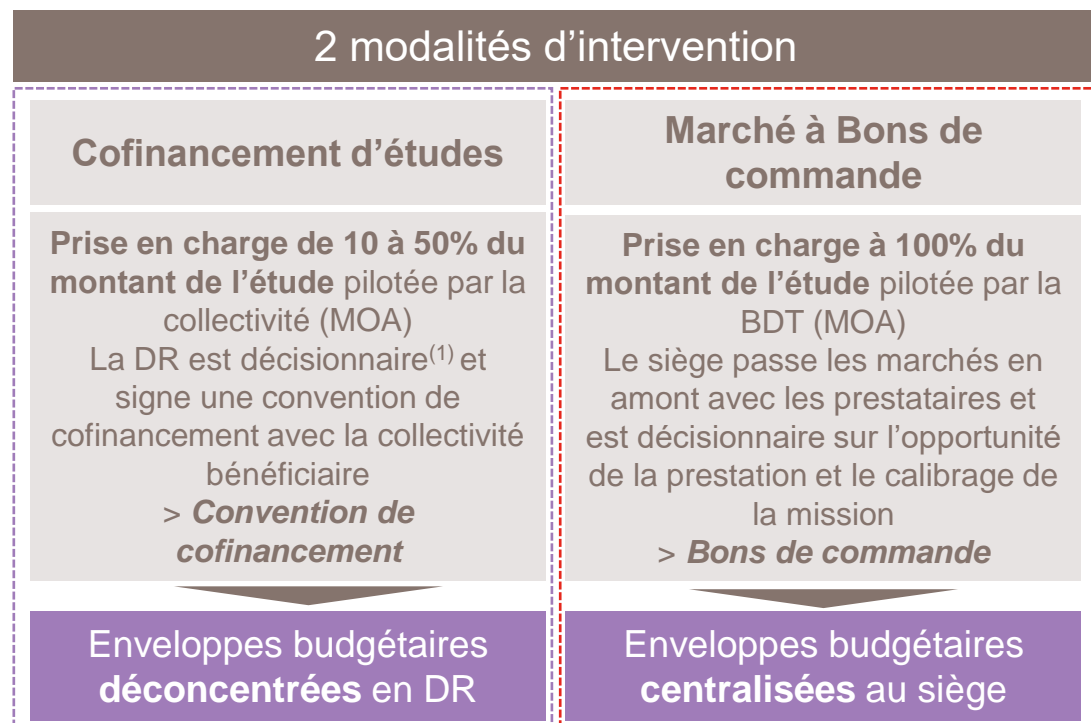 2 modalités d’intervention
Cofinancement d’études
Prise en charge de 10 à 50% du
montant de l’étude pilotée par la
collectivité (MOA)
La DR est décisionnaire(1) et
signe une convention de
cofinancement avec la collectivité
bénéficiaire
> Convention de
cofinancement
Enveloppes budgétaires
déconcentrées en DR
Marché à Bons de
commande
Prise en charge à 100% du
montant de l’étude pilotée par la
BDT (MOA)
Le siège passe les marchés en
amont avec les prestataires et
est décisionnaire sur l’opportunité
de la prestation et le calibrage de
la mission
> Bons de commande
Enveloppes budgétaires
centralisées au siège